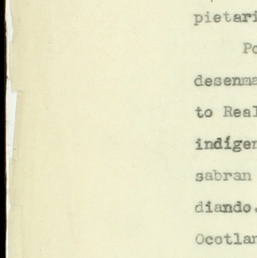 pietari
Po
desenma
to Real
indígen
sabran
diando.
Ocotlan